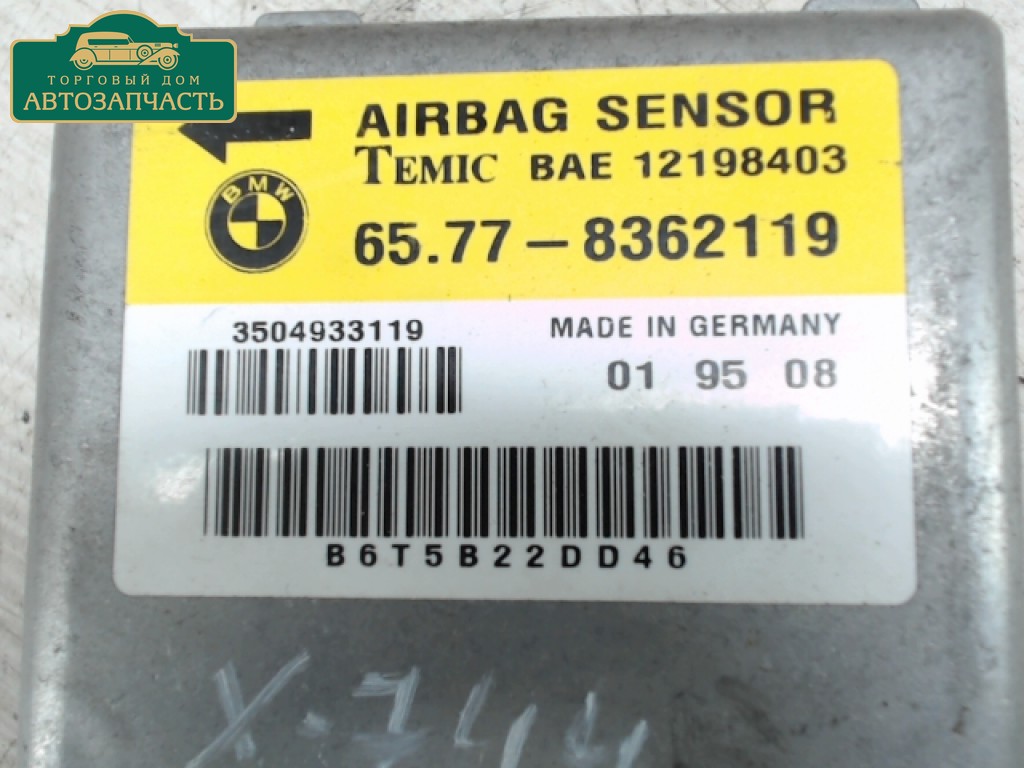 ТОРГОВЫЙ ДОМ
АВТОЗАПЧАСТЬ
AIRBAG SENSOR
TEMIC BAE 12198403
BMW
65.77-8362119
3504933119
MADE IN GERMANY
01 95 08
B6T5B22DD46